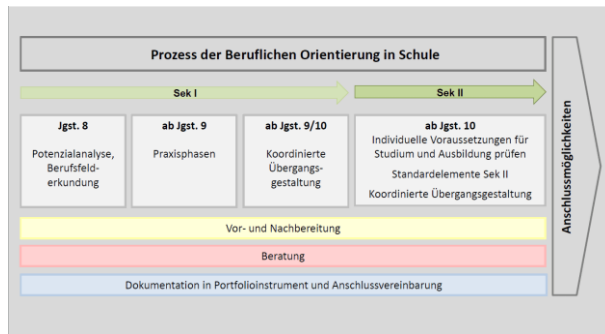 Prozess der Beruflichen Orientierung in Schule
Sek I
Sek II
Jgst. 8
Potenzialanalyse,
Berufsfeld-
erkundung
ab Jgst. 9
Praxisphasen
ab Jgst. 9/10
Koordinierte
Übergangs-
gestaltung
ab Jgst. 10
Individuelle Voraussetzungen für
Studium und Ausbildung prüfen
Standardelemente Sek II
Koordinierte Übergangsgestaltung
Vor- und Nachbereitung
Beratung
Dokumentation in Portfolioinstrument und Anschlussvereinbarung
Anschlussmöglichkeiten